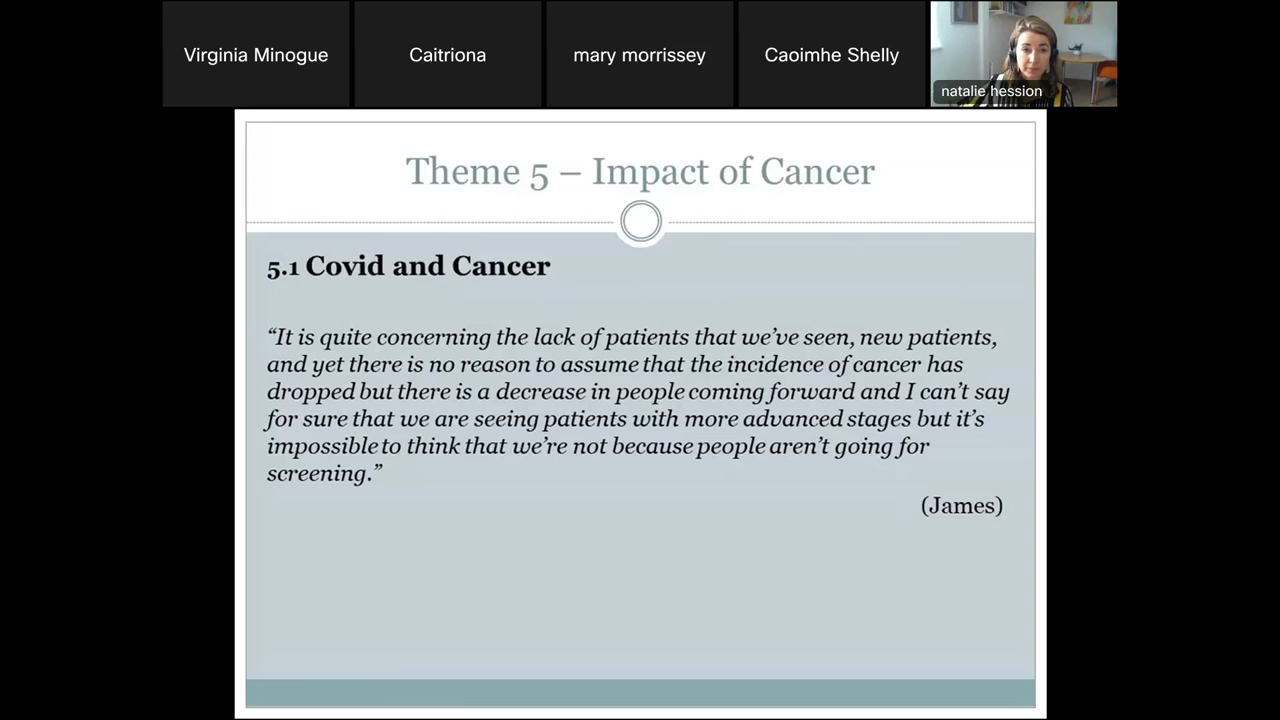 Virginia Minogue
Caitriona
mary morrissey
Caoimhe Shelly
natalie hession
Theme 5 – Impact of Cancer
5.1 Covid and Cancer
“It is quite concerning the lack of patients that we’ve seen, new patients,
and yet there is no reason to assume that the incidence of cancer has
dropped but there is a decrease in people coming forward and I can’t say
for sure that we are seeing patients with more advanced stages but it’s
impossible to think that we’re not because people aren’t going for
screening.”
(James)